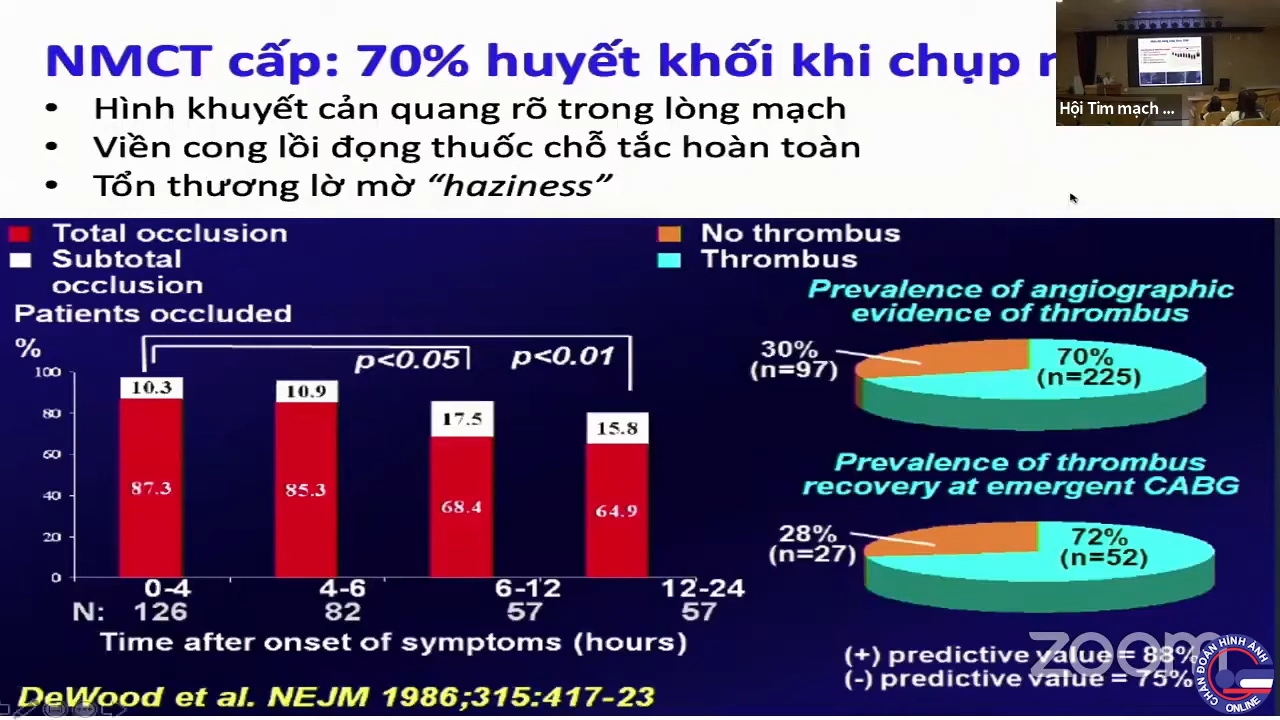 NMCT cấp: 70% huyết khối khi chụp
Hội Tim mạch ...
• Hình khuyết cản quang rõ trong lòng mạch
• Viền cong lồi đọng thuốc chỗ tắc hoàn toàn
• Tổn thương lờ mờ “haziness”
Total occlusion
Subtotal
occlusion
Patients occluded
%
p<0.05
p<0.01
100
80
60
40
20
0
10.3
10.9
17.5
15.8
87.3
85.3
68.4
64.9
0-4 4-6 6-12 12-24
N: 126 82 57 57
Time after onset of symptoms (hours)
DeWood et al. NEJM 1986;315:417-23
No thrombus
Thrombus
Prevalence of angiographic
evidence of thrombus
30%
(n=97)
70%
(n=225)
Prevalence of thrombus
recovery at emergent CABG
28%
(n=27)
72%
(n=52)
(+) predictive value = 88%
(-) predictive value = 75%
zoom
CHẨN ĐOÁN HÌNH ẢNH
ONLINE